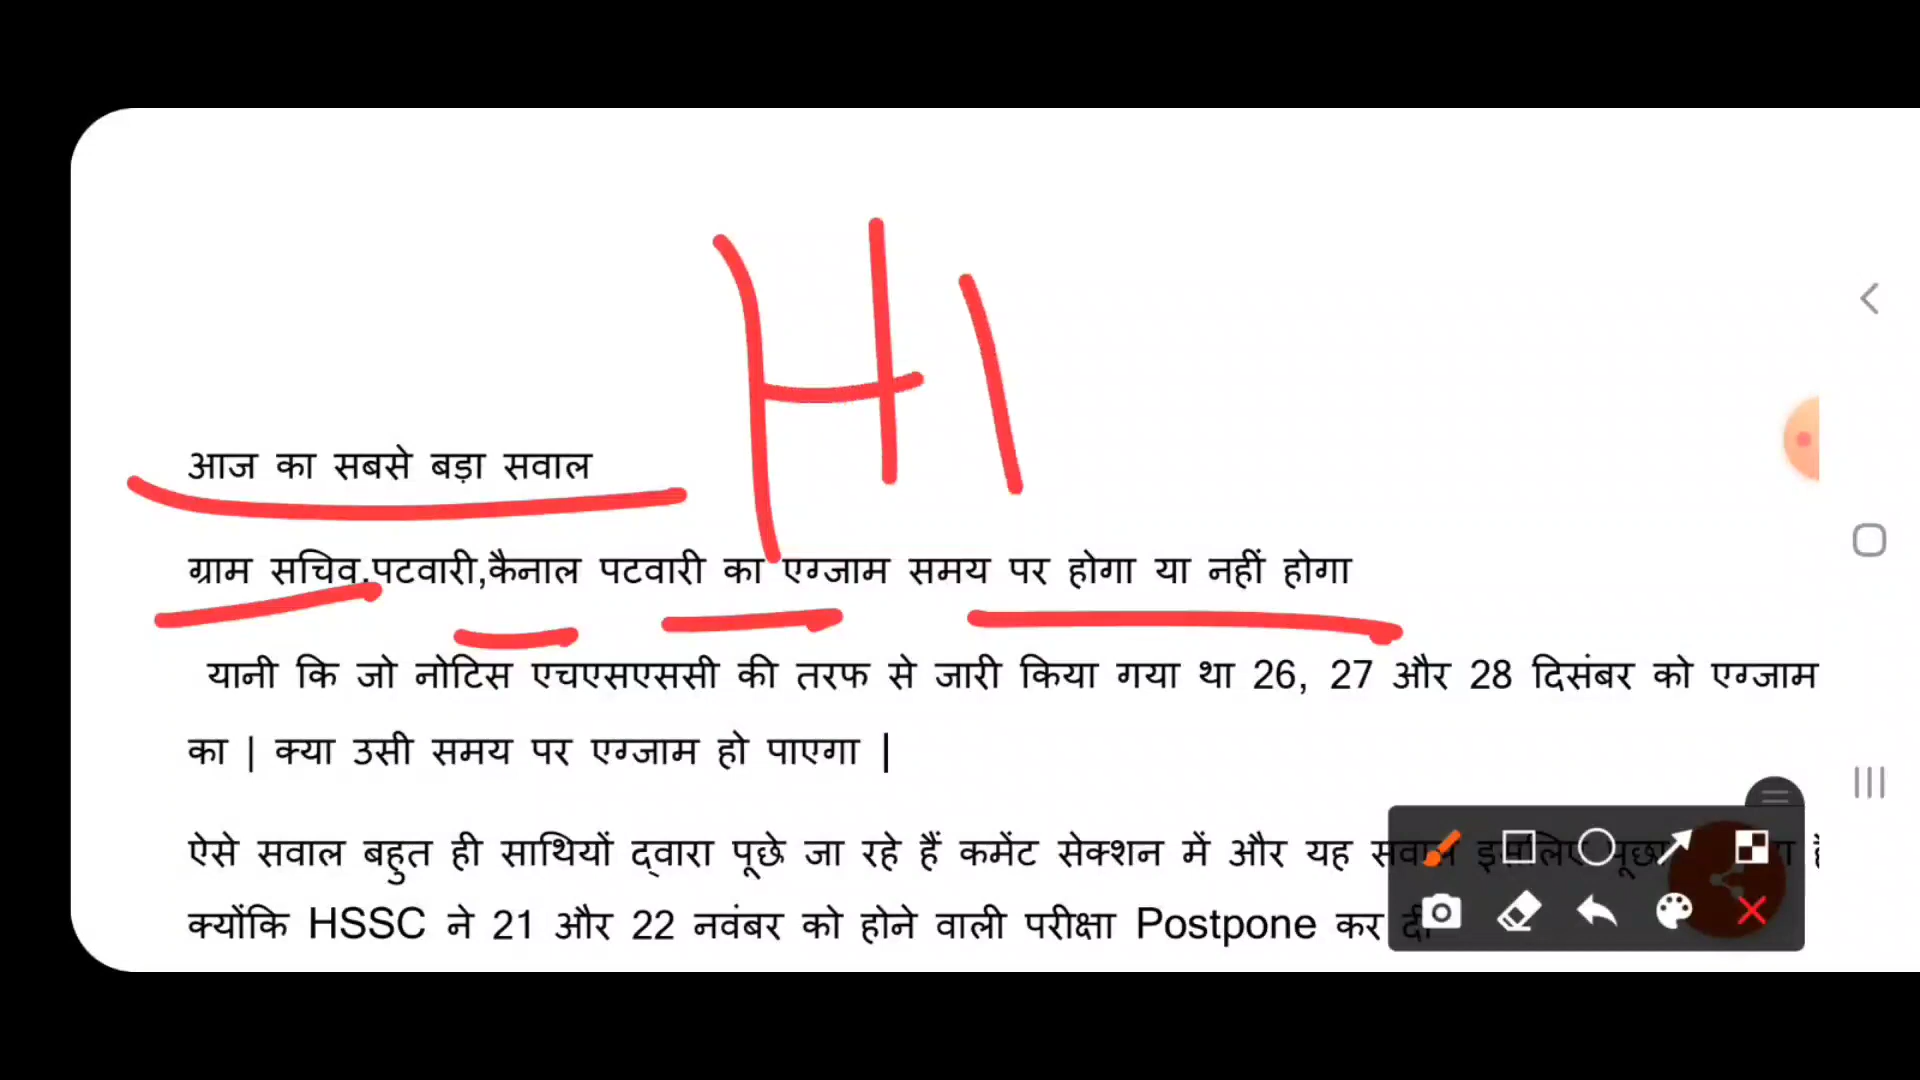 HI
आज का सबसे बड़ा सवाल
ग्राम सचिव,पटवारी,कैनाल पटवारी का एग्जाम समय पर होगा या नहीं होगा
यानी कि जो नोटिस एचएसएससी की तरफ से जारी किया गया था 26, 27 और 28 दिसंबर को एग्जाम
का | क्या उसी समय पर एग्जाम हो पाएगा |
ऐसे सवाल बहुत ही साथियों द्वारा पूछे जा रहे हैं कमेंट सेक्शन में और यह सवाल इसलिए पूछा
क्योंकि HSSC ने 21 और 22 नवंबर को होने वाली परीक्षा Postpone कर दी